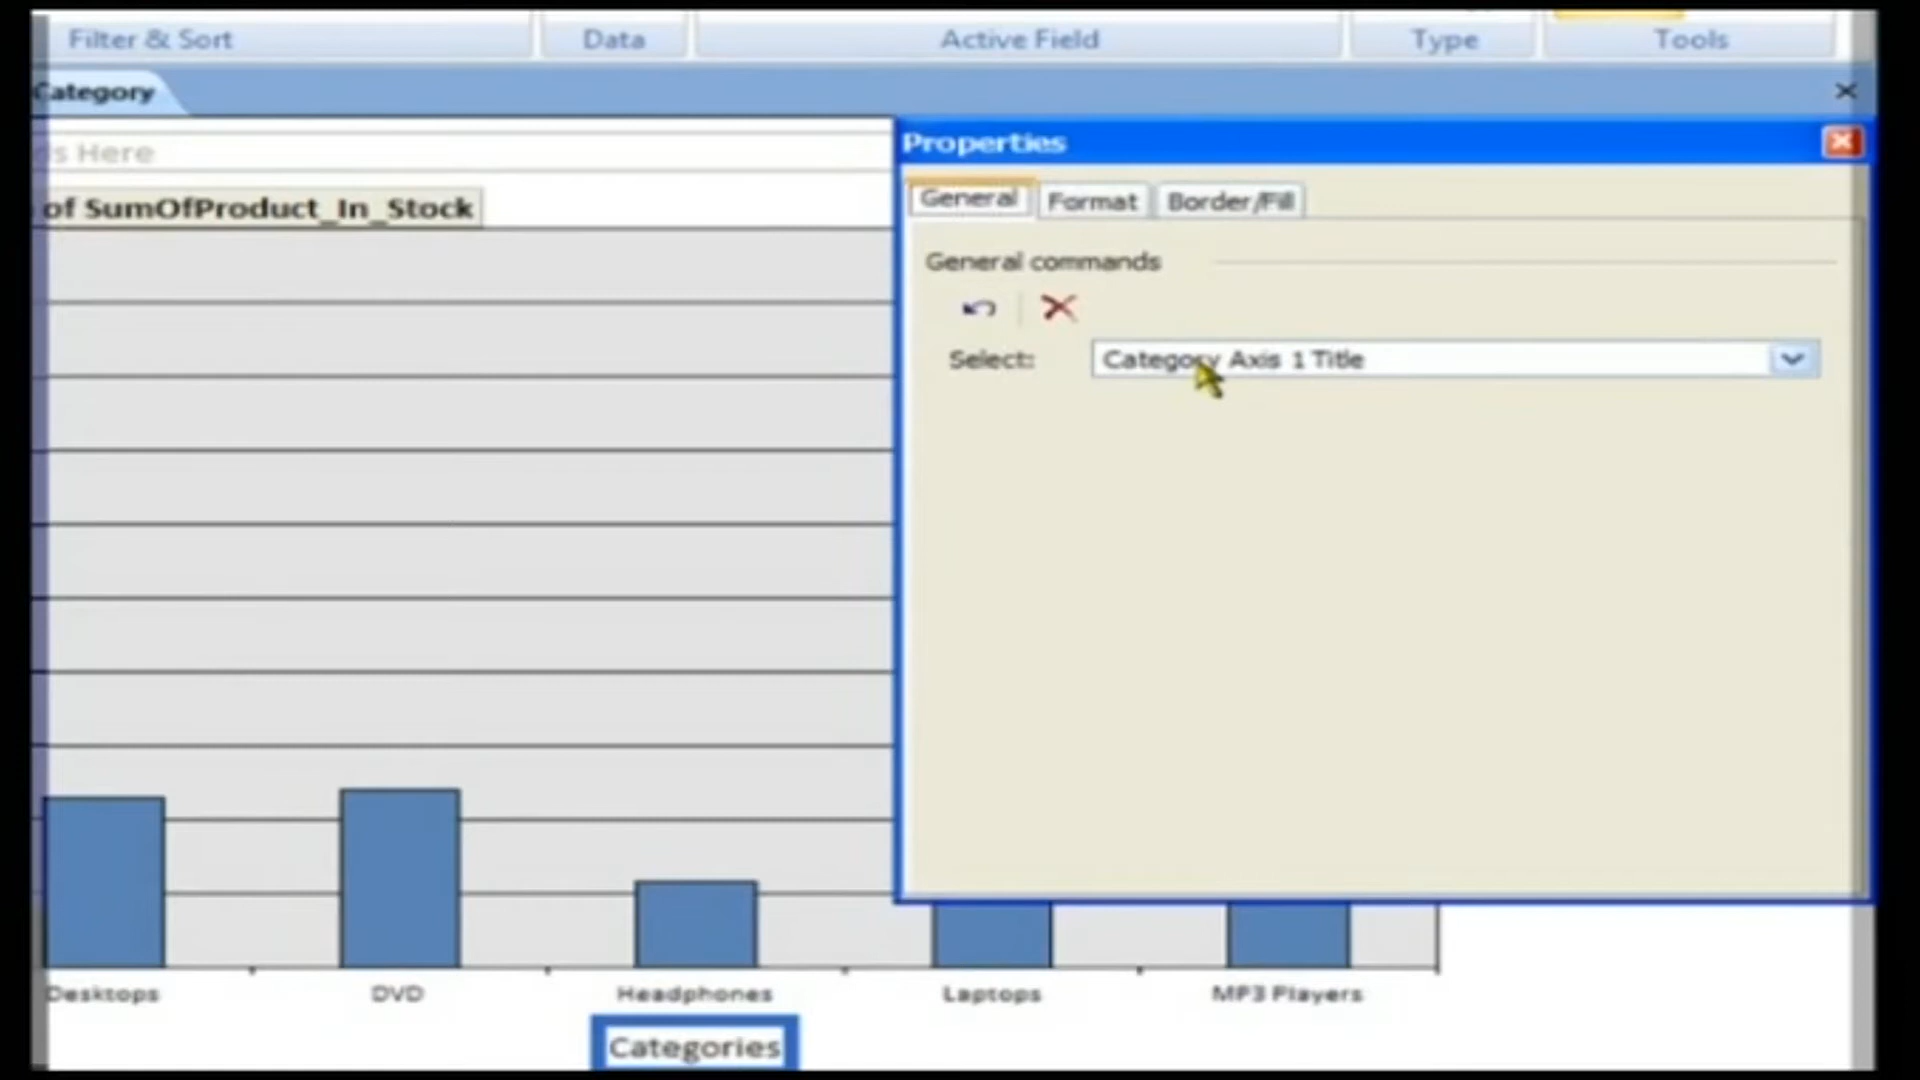 Filter & Sort
Data
Active Field
Type
Tools
Category
s Here
of SumOfProduct_In_Stock
Properties
General
Format
Border/Fill
General commands
Select:
Category Axis 1 Title
Desktops
DVD
Headphones
Laptops
MP3 Players
Categories